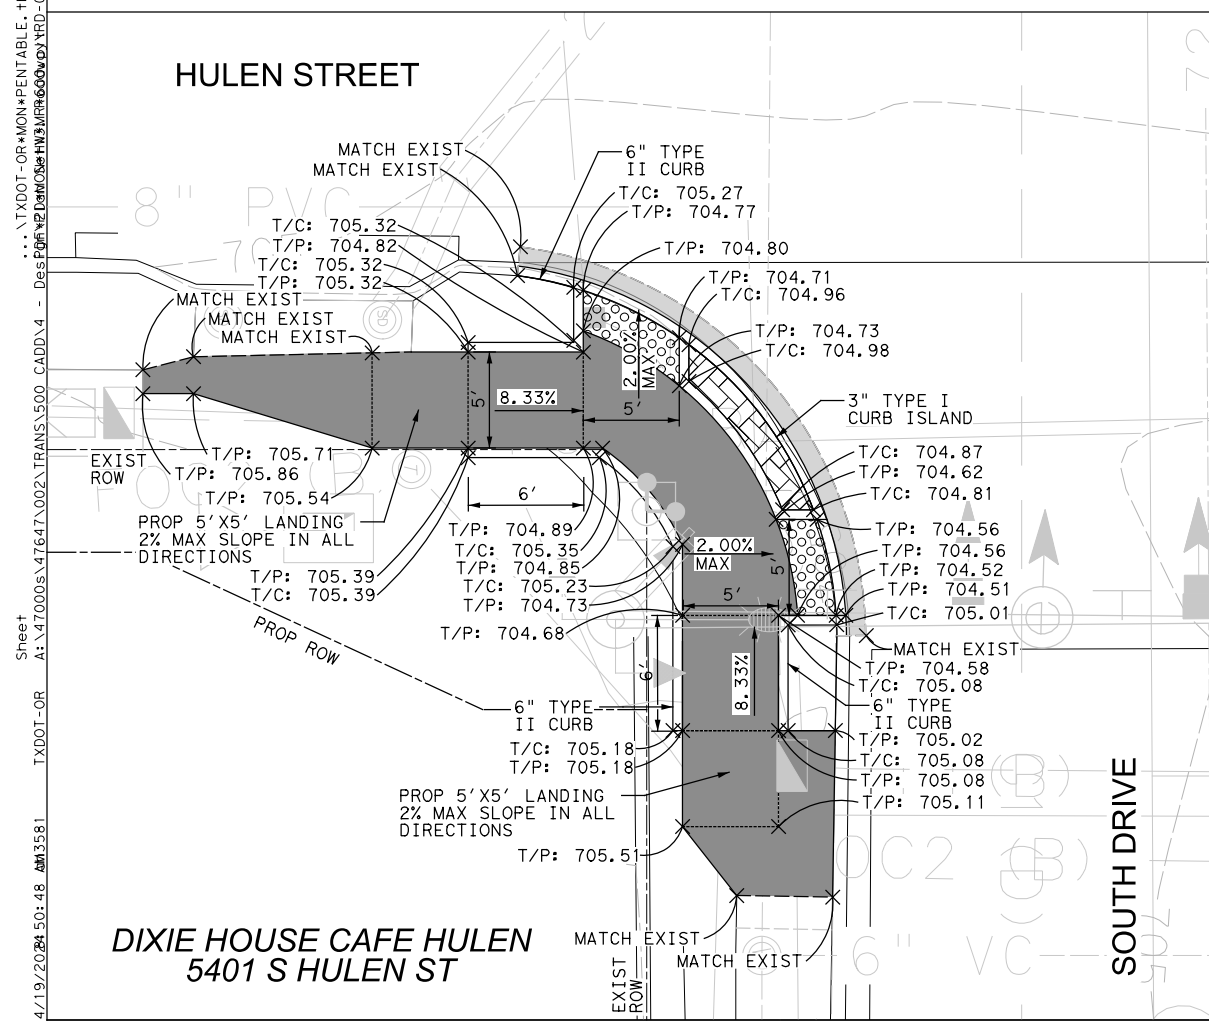 HULEN STREET
MATCH EXIST
MATCH EXIST
6" TYPE
II CURB
T/C: 705.27
T/P: 704.77
8" PVC
T/C: 705.32
T/P: 704.82
T/C: 705.32
T/P: 705.32
T/P: 704.80
MATCH EXIST
MATCH EXIST
MATCH EXIST
T/P: 704.71
T/C: 704.96
T/P: 704.73
T/C: 704.98
2.00%
MAX
5'
8.33%
5'
3" TYPE I
CURB ISLAND
EXIST
ROW
T/P: 705.71
T/P: 705.86
T/P: 705.54
T/C: 704.87
T/P: 704.62
T/C: 704.81
6'
PROP 5'X5' LANDING
2% MAX SLOPE IN ALL
DIRECTIONS
T/P: 704.89
T/C: 705.35
T/P: 704.85
T/C: 705.23
T/P: 704.73
2.00%
MAX
5'
T/P: 704.56
T/P: 704.56
T/P: 704.52
T/P: 704.51
T/C: 705.01
T/P: 705.39
T/C: 705.39
5'
T/P: 704.68
PROP ROW
MATCH EXIST
T/P: 704.58
T/C: 705.08
6'
8.33%
6" TYPE
II CURB
6" TYPE
II CURB
T/C: 705.18
T/P: 705.18
T/P: 705.02
T/C: 705.08
T/P: 705.08
T/P: 705.11
PROP 5'X5' LANDING
2% MAX SLOPE IN ALL
DIRECTIONS
T/P: 705.51
OC2 (B)
(B)
MATCH EXIST
MATCH EXIST
6" VC
705
72
EXIST
ROW
SOUTH DRIVE
DIXIE HOUSE CAFE HULEN
5401 S HULEN ST
Sheet
TXDOT-OR